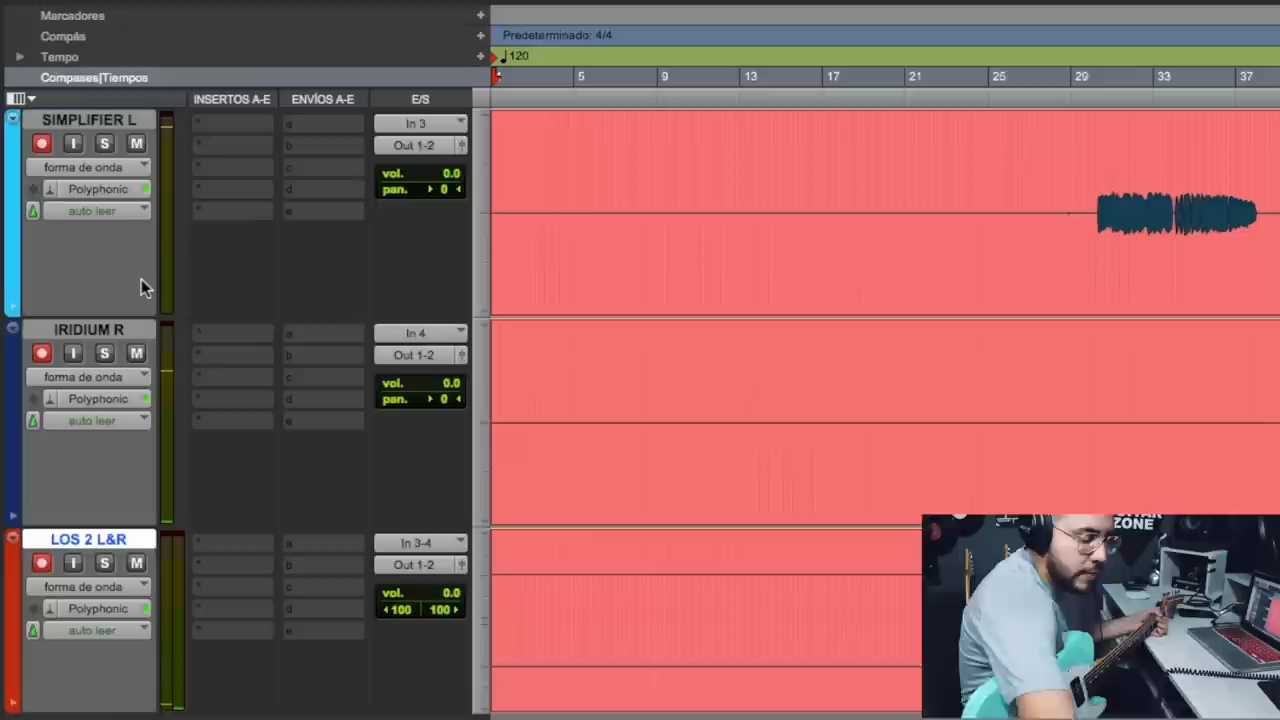 Marcadores +
Compás +
Predeterminado: 4/4
Tempo +
120
Compases|Tiempos
5 9 13 17 21 25 29 33 37
INSERTOS A-E ENVÍOS A-E E/S
SIMPLIFIER L
I S M
forma de onda
Polyphonic
auto leer
a
b
c
d
e
In 3
Out 1-2
vol. 0.0
pan. 0
IRIDIUM R
I S M
forma de onda
Polyphonic
auto leer
a
b
c
d
e
In 4
Out 1-2
vol. 0.0
pan. 0
LOS 2 L&R
I S M
forma de onda
Polyphonic
auto leer
a
b
c
d
e
In 3-4
Out 1-2
vol. 0.0
100 100
ZONE